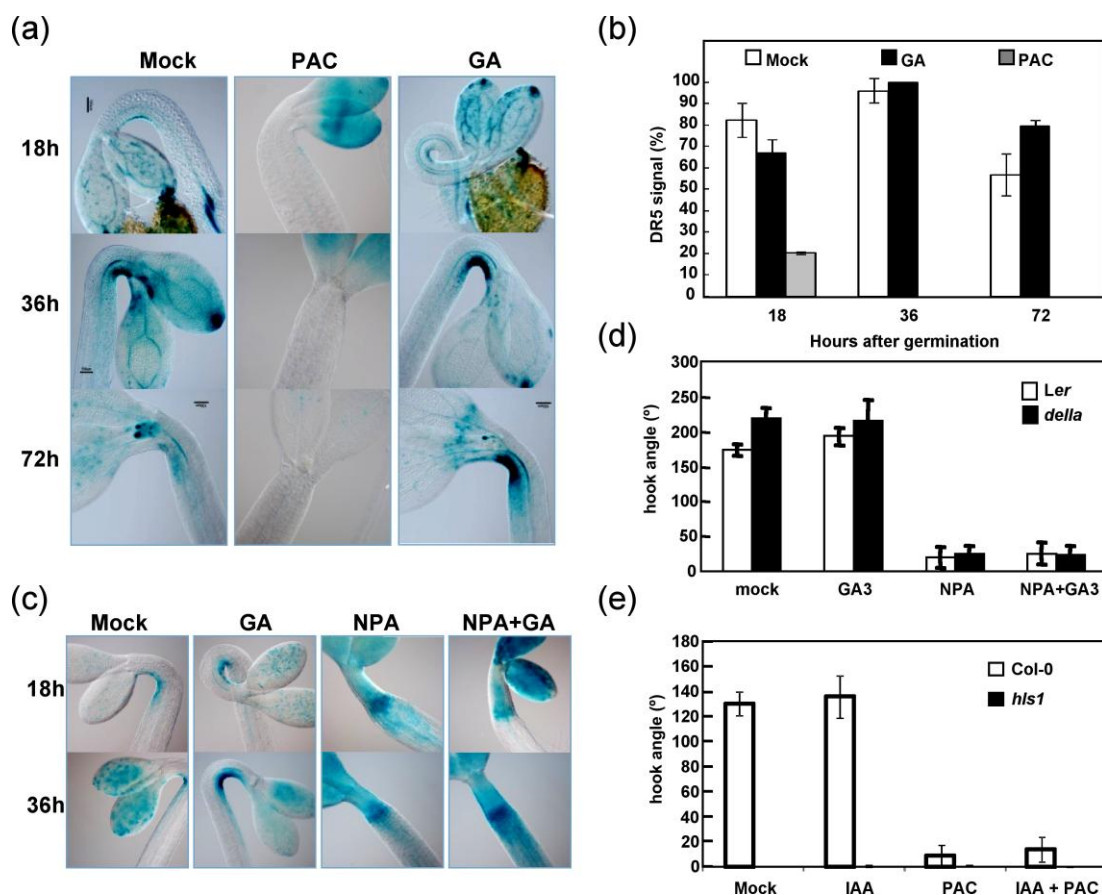 (a)
Mock PAC GA
18h
36h
72h
(b)
Mock GA PAC
DR5 signal (%)
100
90
80
70
60
50
40
30
20
10
0
18 36 72
Hours after germination
(c)
Mock GA NPA NPA+GA
18h
36h
(d)
Ler
della
hook angle (º)
300
250
200
150
100
50
0
mock GA3 NPA NPA+GA3
(e)
Col-0
hls1
hook angle (º)
180
160
140
120
100
80
60
40
20
0
Mock IAA PAC IAA + PAC